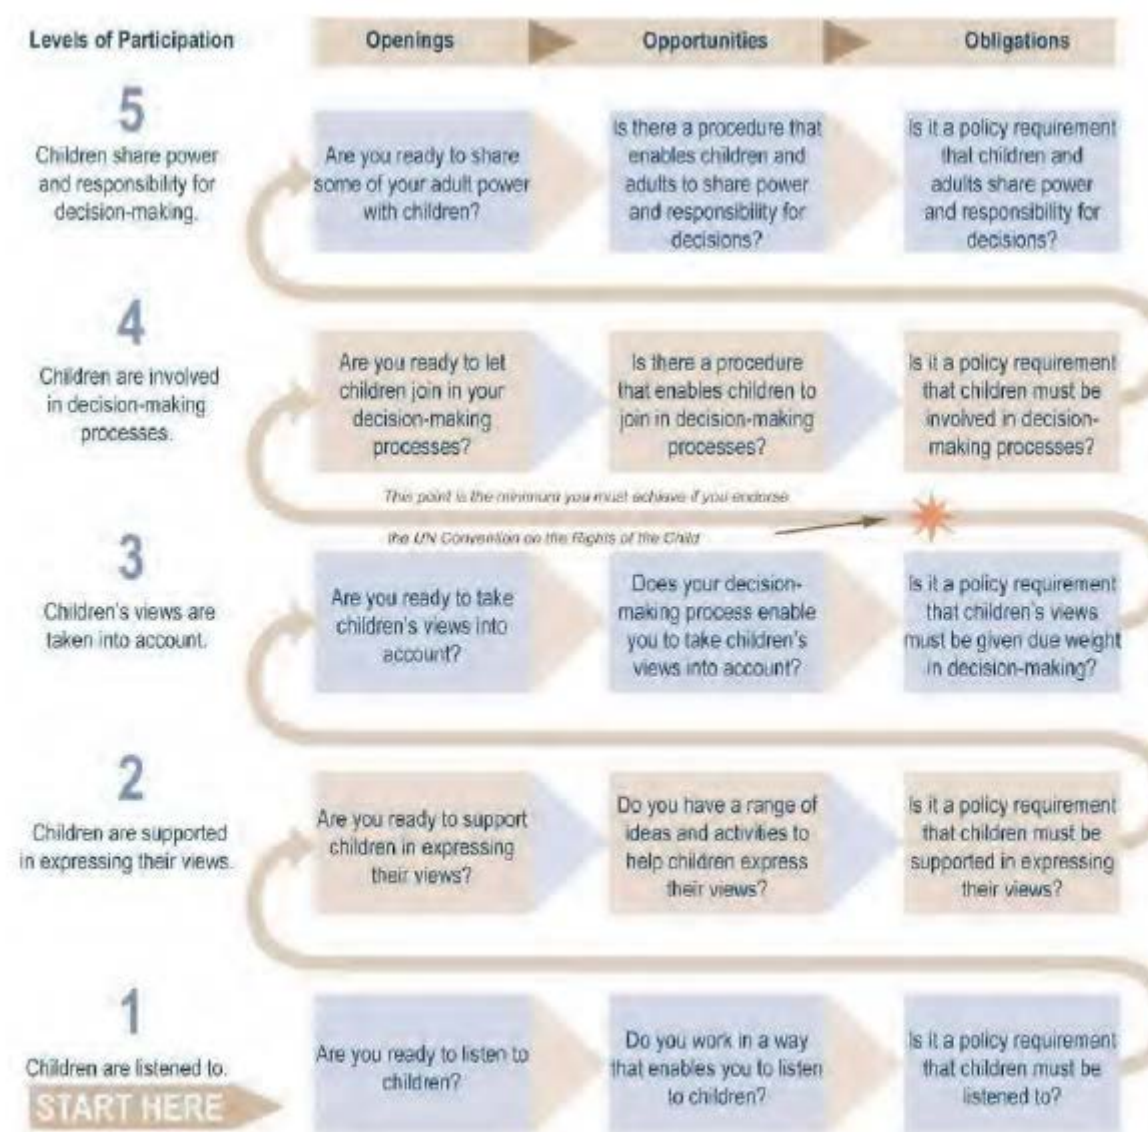 Levels of Participation
Openings
Opportunities
Obligations
5
Children share power
and responsibility for
decision-making.
Are you ready to share
some of your adult power
with children?
Is there a procedure that
enables children and
adults to share power
and responsibility for
decisions?
Is it a policy requirement
that children and
adults share power
and responsibility for
decisions?
4
Children are involved
in decision-making
processes.
Are you ready to let
children join in your
decision-making
processes?
Is there a procedure
that enables children to
join in decision-making
processes?
Is it a policy requirement
that children must be
involved in decision-
making processes?
This point is the minimum you must achieve if you endorse
the UN Convention on the Rights of the Child
3
Children's views are
taken into account.
Are you ready to take
children's views into
account?
Does your decision-
making process enable
you to take children's
views into account?
Is it a policy requirement
that children's views
must be given due weight
in decision-making?
2
Children are supported
in expressing their views.
Are you ready to support
children in expressing
their views?
Do you have a range of
ideas and activities to
help children express
their views?
Is it a policy requirement
that children must be
supported in expressing
their views?
1
Children are listened to.
START HERE
Are you ready to listen to
children?
Do you work in a way
that enables you to listen
to children?
Is it a policy requirement
that children must be
listened to?